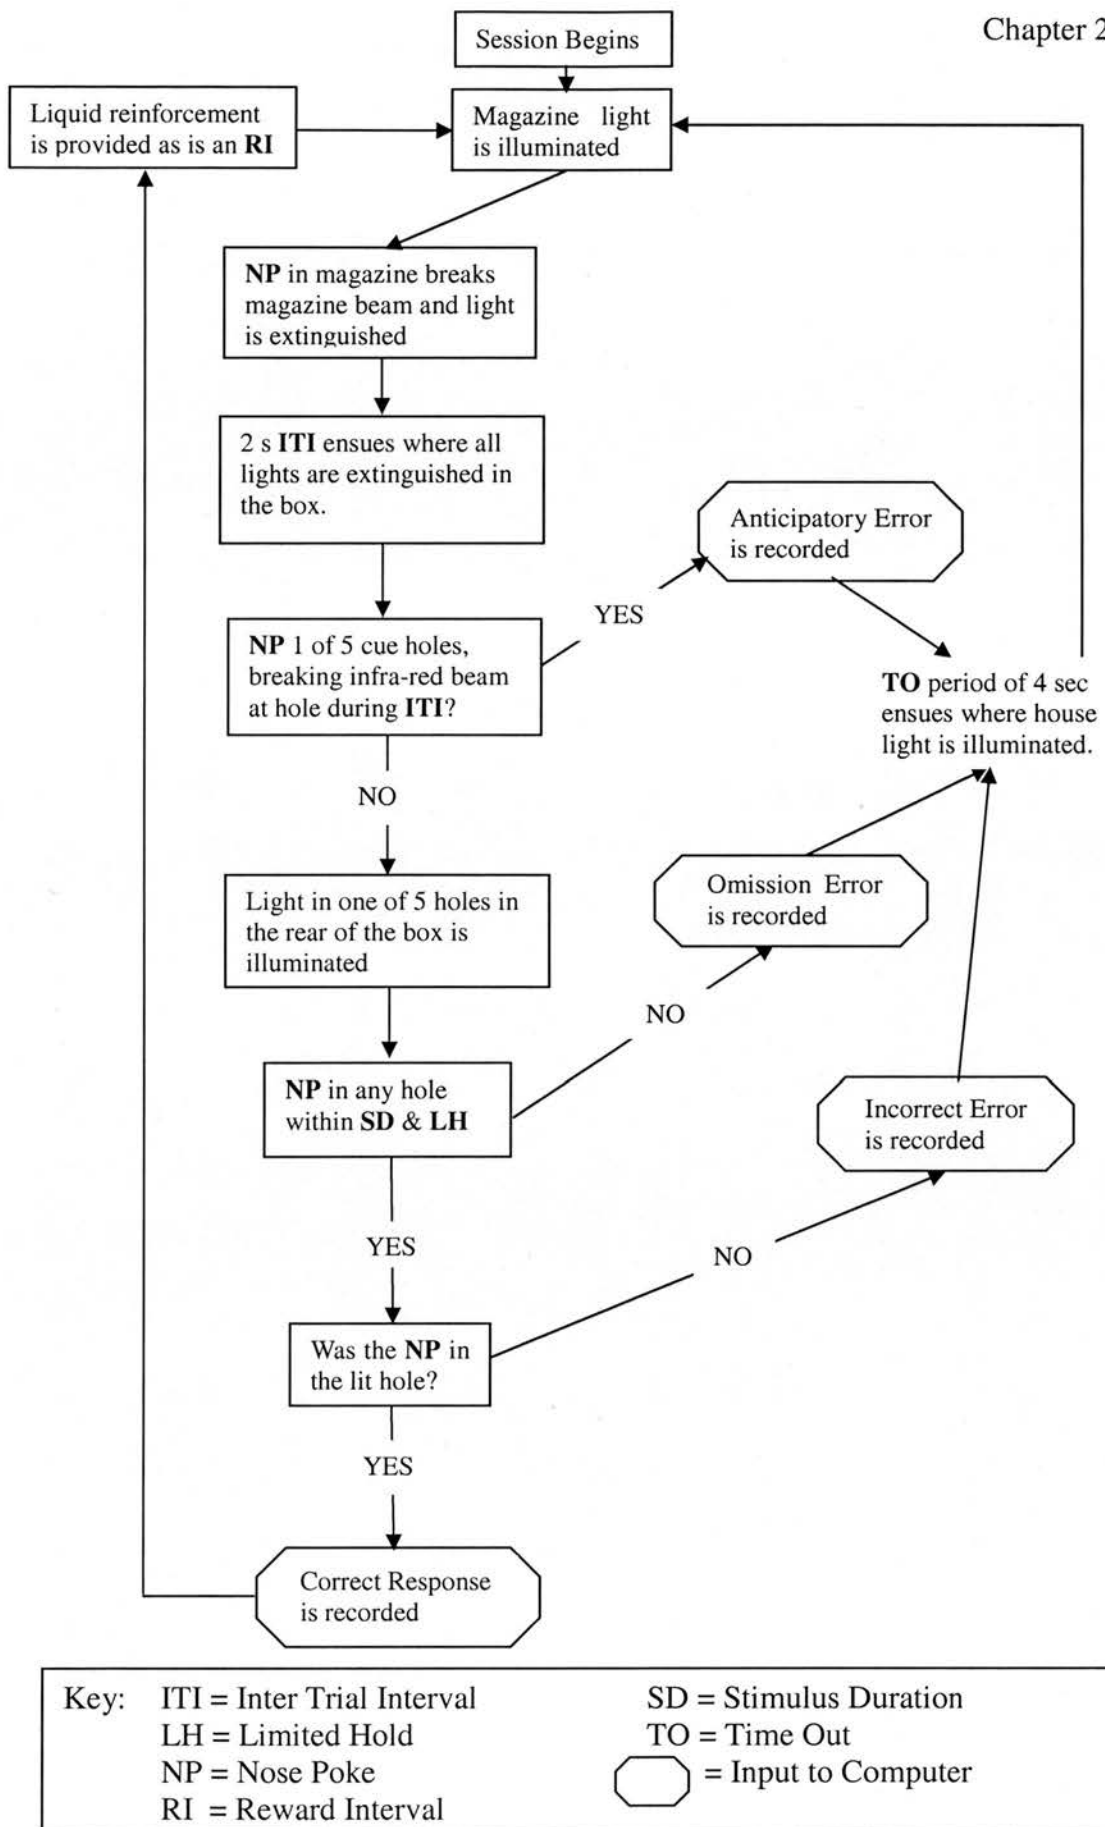 Chapter 2
Session Begins
Liquid reinforcement
is provided as is an RI
Magazine light
is illuminated
NP in magazine breaks
magazine beam and light
is extinguished
2 s ITI ensues where all
lights are extinguished in
the box.
Anticipatory Error
is recorded
YES
NP 1 of 5 cue holes,
breaking infra-red beam
at hole during ITI?
TO period of 4 sec
ensues where house
light is illuminated.
NO
Light in one of 5 holes in
the rear of the box is
illuminated
Omission Error
is recorded
NO
NP in any hole
within SD & LH
Incorrect Error
is recorded
YES
NO
Was the NP in
the lit hole?
YES
Correct Response
is recorded
Key: ITI = Inter Trial Interval
LH = Limited Hold
NP = Nose Poke
RI = Reward Interval
SD = Stimulus Duration
TO = Time Out
= Input to Computer